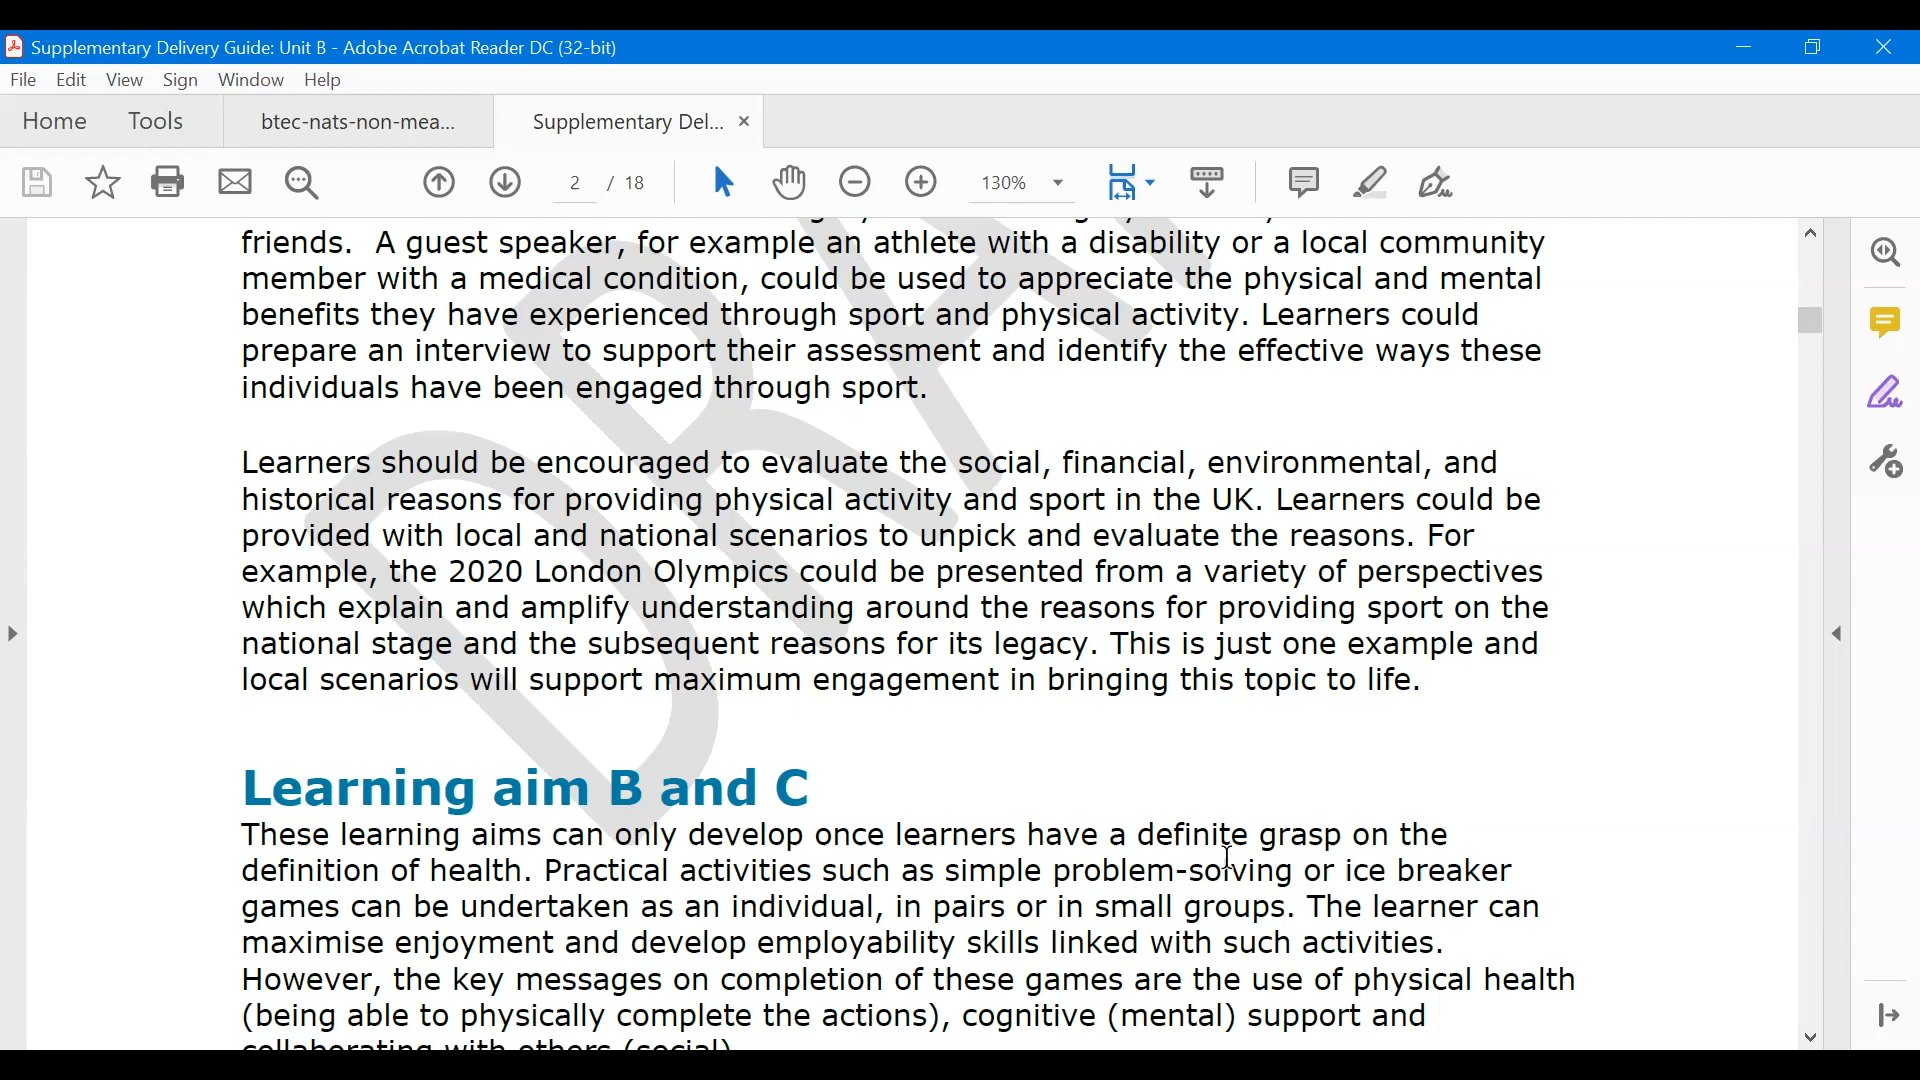 Supplementary Delivery Guide: Unit B - Adobe Acrobat Reader DC (32-bit)
File Edit View Sign Window Help
Home Tools btec-nats-non-mea... Supplementary Del...
2 / 18 130%
friends. A guest speaker, for example an athlete with a disability or a local community
member with a medical condition, could be used to appreciate the physical and mental
benefits they have experienced through sport and physical activity. Learners could
prepare an interview to support their assessment and identify the effective ways these
individuals have been engaged through sport.
Learners should be encouraged to evaluate the social, financial, environmental, and
historical reasons for providing physical activity and sport in the UK. Learners could be
provided with local and national scenarios to unpick and evaluate the reasons. For
example, the 2020 London Olympics could be presented from a variety of perspectives
which explain and amplify understanding around the reasons for providing sport on the
national stage and the subsequent reasons for its legacy. This is just one example and
local scenarios will support maximum engagement in bringing this topic to life.
Learning aim B and C
These learning aims can only develop once learners have a definite grasp on the
definition of health. Practical activities such as simple problem-solving or ice breaker
games can be undertaken as an individual, in pairs or in small groups. The learner can
maximise enjoyment and develop employability skills linked with such activities.
However, the key messages on completion of these games are the use of physical health
(being able to physically complete the actions), cognitive (mental) support and
collaborating with others (social)